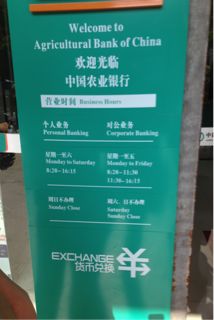 Welcome to
Agricultural Bank of China
欢迎光临
中国农业银行
营业时间 Business Hours
个人业务
Personal Banking
对公业务
Corporate Banking
星期一至六
Monday to Saturday
8:20-16:15
星期一至五
Monday to Friday
8:20-11:30
12:30-16:15
周日不办理
Sunday Close
周六、日不办理
Saturday
Sunday Close
EXCHANGE
货币兑换